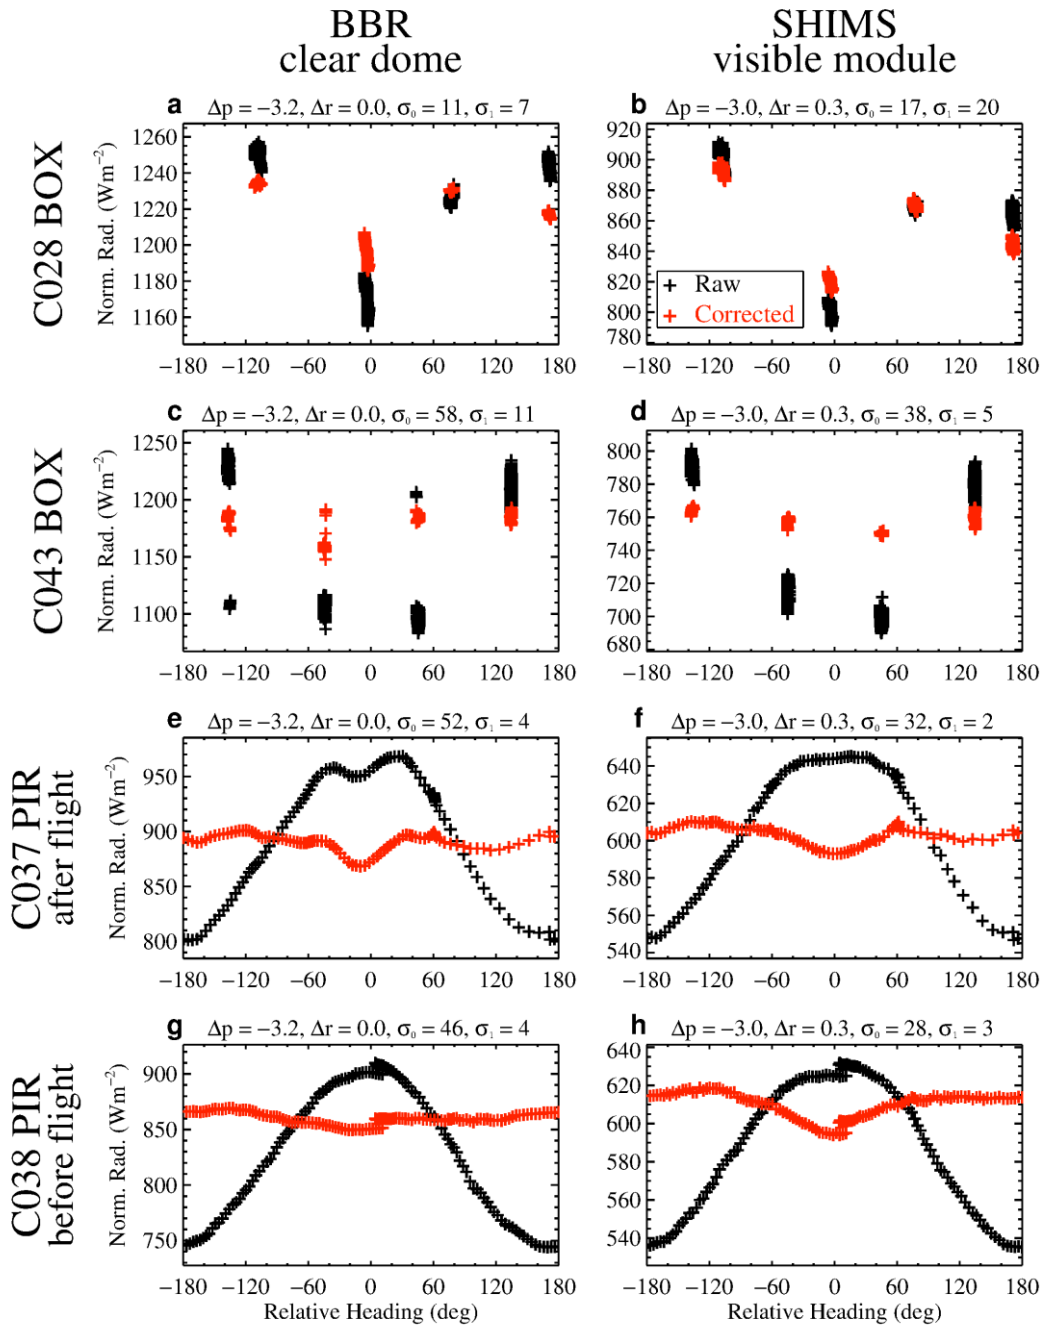 BBR
clear dome
SHIMS
visible module
C028 BOX
a Δp = −3.2, Δr = 0.0, σ₀ = 11, σ₁ = 7
Norm. Rad. (Wm⁻²)
1260
1240
1220
1200
1180
1160
−180 −120 −60 0 60 120 180
b Δp = −3.0, Δr = 0.3, σ₀ = 17, σ₁ = 20
920
900
880
860
840
820
800
780
Raw
Corrected
−180 −120 −60 0 60 120 180
C043 BOX
c Δp = −3.2, Δr = 0.0, σ₀ = 58, σ₁ = 11
Norm. Rad. (Wm⁻²)
1250
1200
1150
1100
−180 −120 −60 0 60 120 180
d Δp = −3.0, Δr = 0.3, σ₀ = 38, σ₁ = 5
800
780
760
740
720
700
680
−180 −120 −60 0 60 120 180
C037 PIR
after flight
e Δp = −3.2, Δr = 0.0, σ₀ = 52, σ₁ = 4
Norm. Rad. (Wm⁻²)
950
900
850
800
−180 −120 −60 0 60 120 180
f Δp = −3.0, Δr = 0.3, σ₀ = 32, σ₁ = 2
640
620
600
580
560
540
−180 −120 −60 0 60 120 180
C038 PIR
before flight
g Δp = −3.2, Δr = 0.0, σ₀ = 46, σ₁ = 4
Norm. Rad. (Wm⁻²)
900
850
800
750
−180 −120 −60 0 60 120 180
Relative Heading (deg)
h Δp = −3.0, Δr = 0.3, σ₀ = 28, σ₁ = 3
640
620
600
580
560
540
−180 −120 −60 0 60 120 180
Relative Heading (deg)